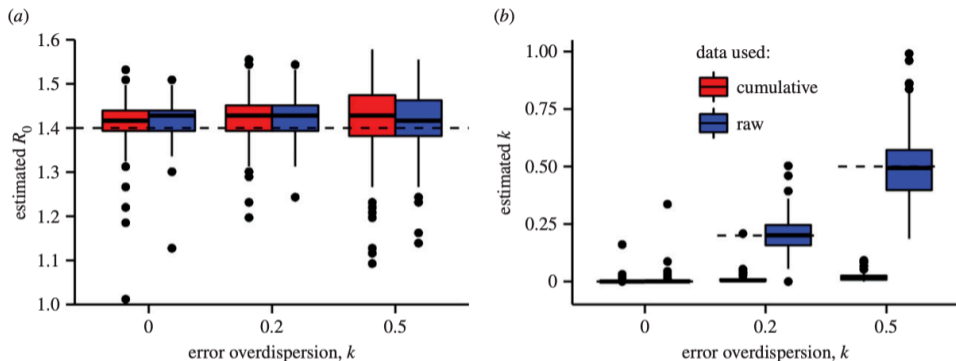 (a)
1.6
1.5
1.4
1.3
1.2
1.1
1.0
estimated R0
0
0.2
0.5
error overdispersion, k
(b)
1.00
0.75
0.50
0.25
0
estimated k
data used:
cumulative
raw
0
0.2
0.5
error overdispersion, k